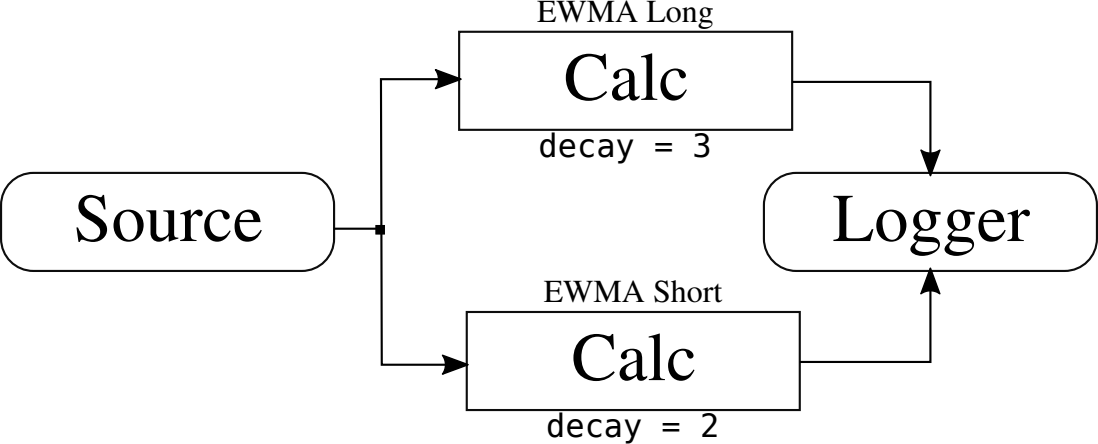 EWMA Long
Calc
decay = 3
Source
Logger
EWMA Short
Calc
decay = 2